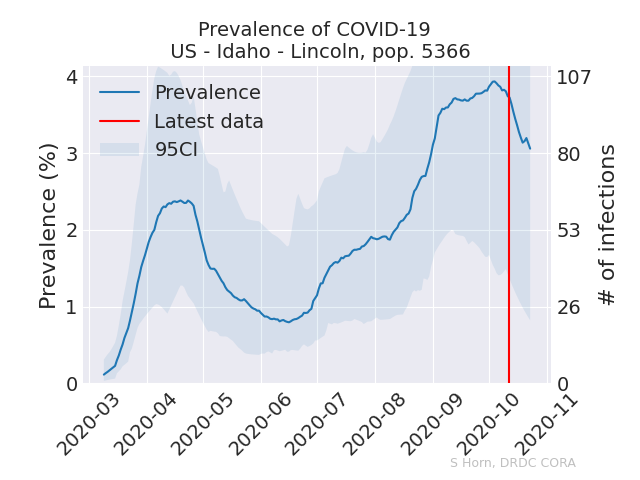 Prevalence of COVID-19
US - Idaho - Lincoln, pop. 5366
Prevalence
Latest data
95CI
Prevalence (%)
4
3
2
1
0
107
80
53
26
0
# of infections
2020-03
2020-04
2020-05
2020-06
2020-07
2020-08
2020-09
2020-10
2020-11
S Horn, DRDC CORA